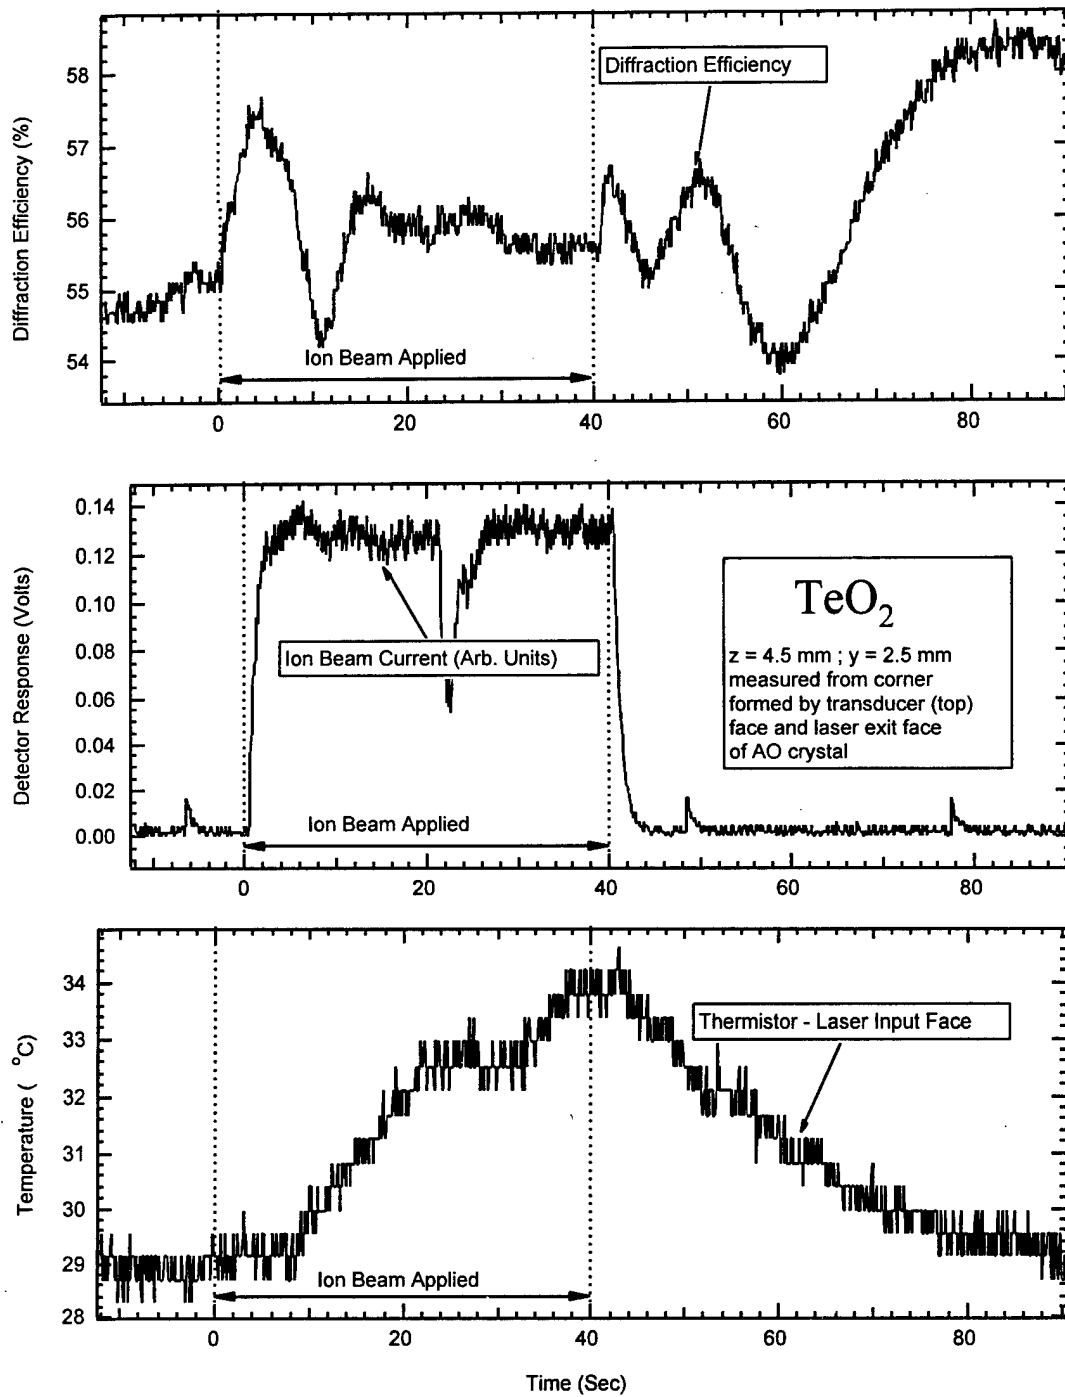 58
57
56
55
54
Diffraction Efficiency (%)
Diffraction Efficiency
Ion Beam Applied
0
20
40
60
80
0.14
0.12
0.10
0.08
0.06
0.04
0.02
0.00
Detector Response (Volts)
Ion Beam Current (Arb. Units)
TeO2
z = 4.5 mm ; y = 2.5 mm
measured from corner
formed by transducer (top)
face and laser exit face
of AO crystal
Ion Beam Applied
0
20
40
60
80
34
33
32
31
30
29
28
Temperature ( °C)
Thermistor - Laser Input Face
Ion Beam Applied
0
20
40
60
80
Time (Sec)